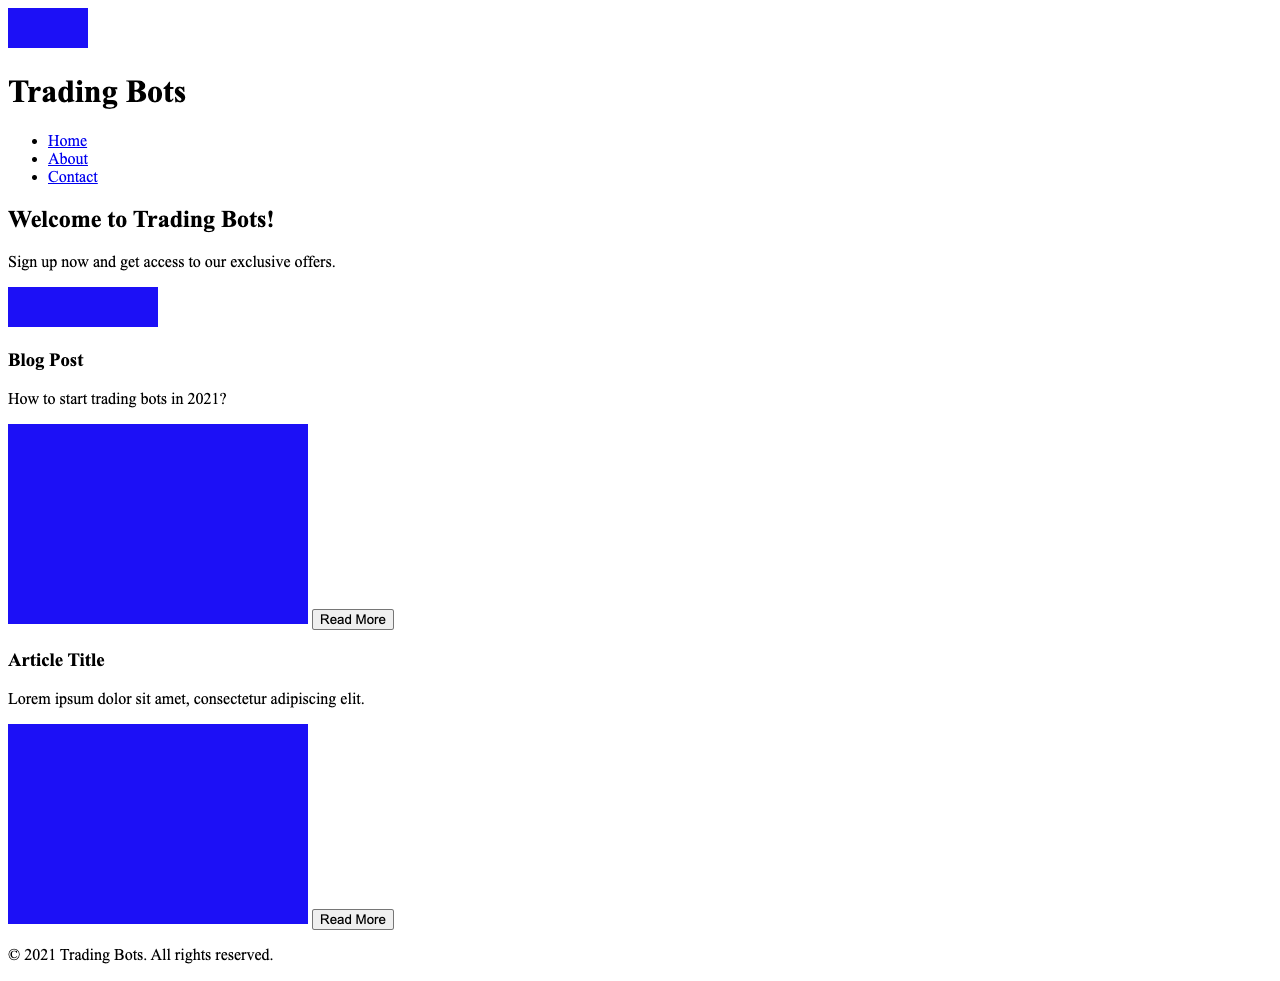 Trading Bots
Home
About
Contact
Welcome to Trading Bots!
Sign up now and get access to our exclusive offers.
Blog Post
How to start trading bots in 2021?
Read More
Article Title
Lorem ipsum dolor sit amet, consectetur adipiscing elit.
Read More
© 2021 Trading Bots. All rights reserved.